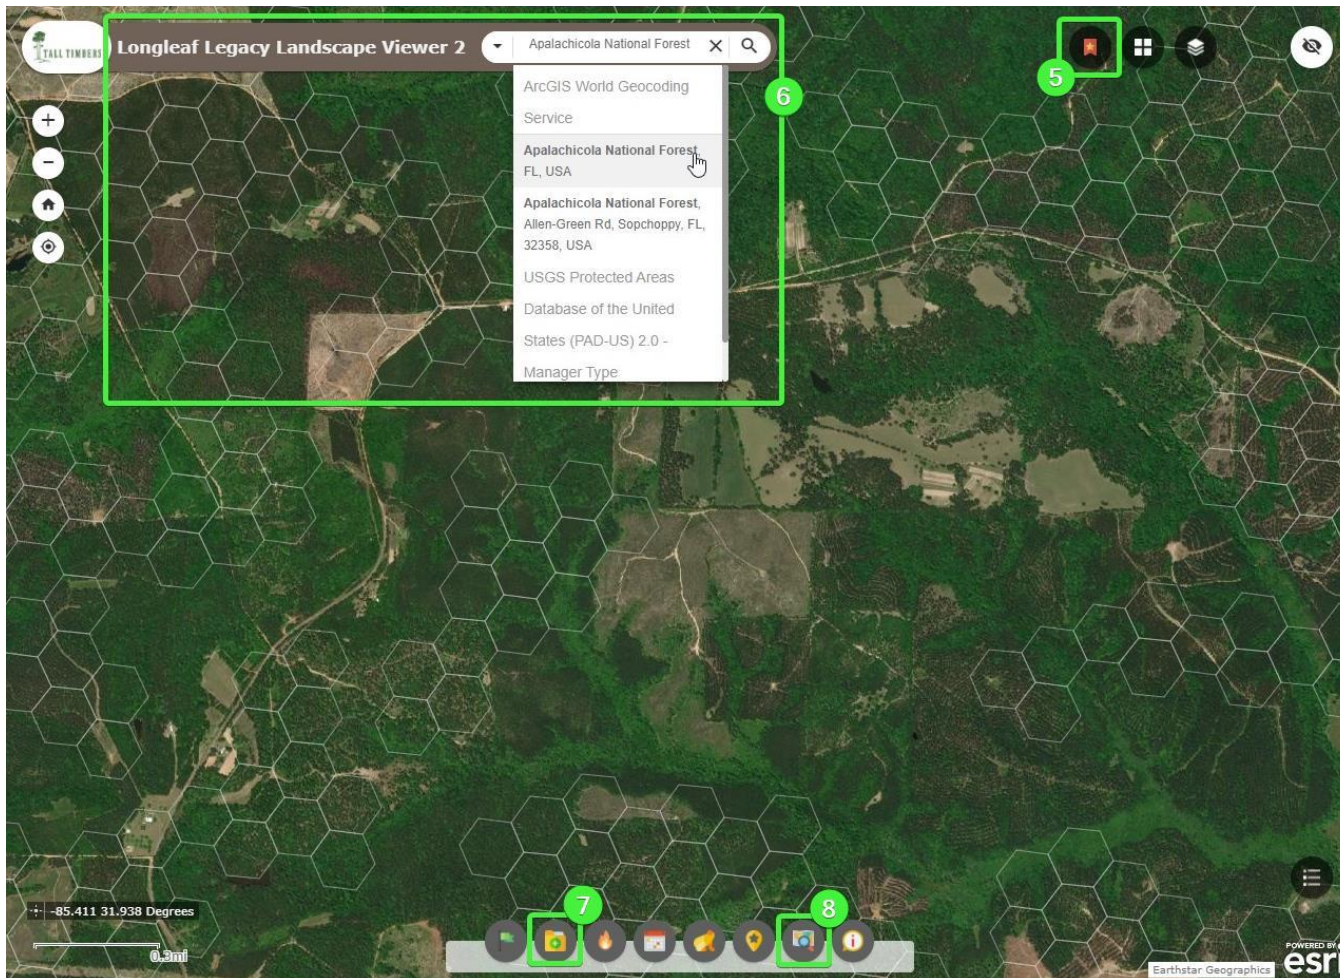 TALL TIMBERS
Longleaf Legacy Landscape Viewer 2
Apalachicola National Forest
5
6
ArcGIS World Geocoding
Service
Apalachicola National Forest,
FL, USA
Apalachicola National Forest,
Allen-Green Rd, Sopchoppy, FL,
32358, USA
USGS Protected Areas
Database of the United
States (PAD-US) 2.0 -
Manager Type
7
8
-85.411 31.938 Degrees
0.3mi
POWERED BY
esri
Earthstar Geographics